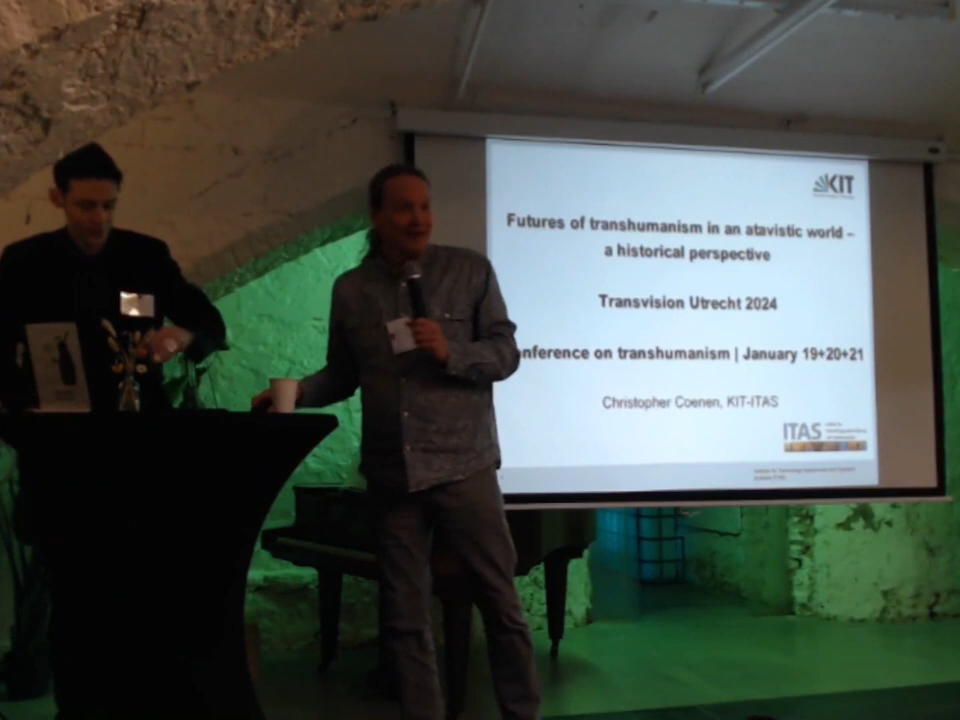 KIT
Futures of transhumanism in an atavistic world –
a historical perspective
Transvision Utrecht 2024
onference on transhumanism | January 19+20+21
Christopher Coenen, KIT-ITAS
ITAS